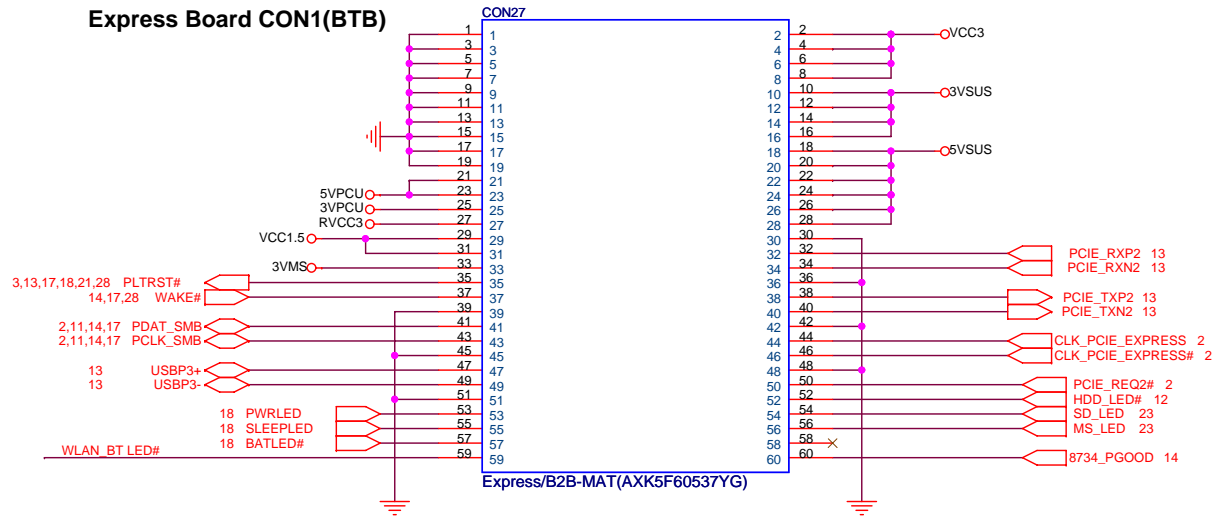 Express Board CON1(BTB)
CON27
1 1 2 2 VCC3
3 3 4 4
5 5 6 6
7 7 8 8
9 9 10 10 3VSUS
11 11 12 12
13 13 14 14
15 15 16 16
17 17 18 18 5VSUS
19 19 20 20
21 21 22 22
5VPCU 23 23 24 24
3VPCU 25 25 26 26
RVCC3 27 27 28 28
VCC1.5 29 29 30 30
31 31 32 32 PCIE_RXP2 13
3VMS 33 33 34 34 PCIE_RXN2 13
3,13,17,18,21,28 PLTRST# 35 35 36 36
14,17,28 WAKE# 37 37 38 38 PCIE_TXP2 13
39 39 40 40 PCIE_TXN2 13
2,11,14,17 PDAT_SMB 41 41 42 42
2,11,14,17 PCLK_SMB 43 43 44 44 CLK_PCIE_EXPRESS 2
45 45 46 46 CLK_PCIE_EXPRESS# 2
13 USBP3+ 47 47 48 48
13 USBP3- 49 49 50 50 PCIE_REQ2# 2
51 51 52 52 HDD_LED# 12
18 PWRLED 53 53 54 54 SD_LED 23
18 SLEEPLED 55 55 56 56 MS_LED 23
18 BATLED# 57 57 58 58
WLAN_BT LED# 59 59 60 60 8734_PGOOD 14
Express/B2B-MAT(AXK5F60537YG)